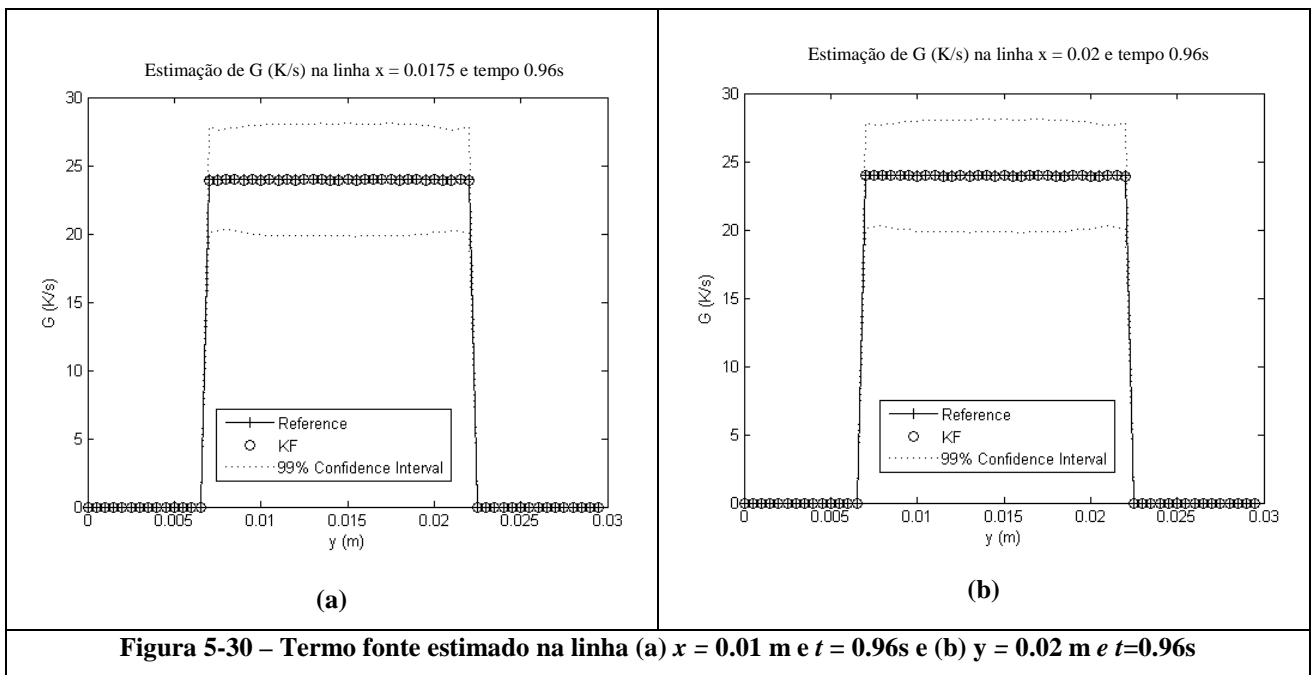 Estimação de G (K/s) na linha x = 0.0175 e tempo 0.96s
30
25
20
15
10
5
0
G (K/s)
Reference
KF
99% Confidence Interval
0 0.005 0.01 0.015 0.02 0.025 0.03
y (m)
(a)
Estimação de G (K/s) na linha x = 0.02 e tempo 0.96s
30
25
20
15
10
5
0
G (K/s)
Reference
KF
99% Confidence Interval
0 0.005 0.01 0.015 0.02 0.025 0.03
y (m)
(b)
Figura 5-30 – Termo fonte estimado na linha (a) x = 0.01 m e t = 0.96s e (b) y = 0.02 m e t=0.96s